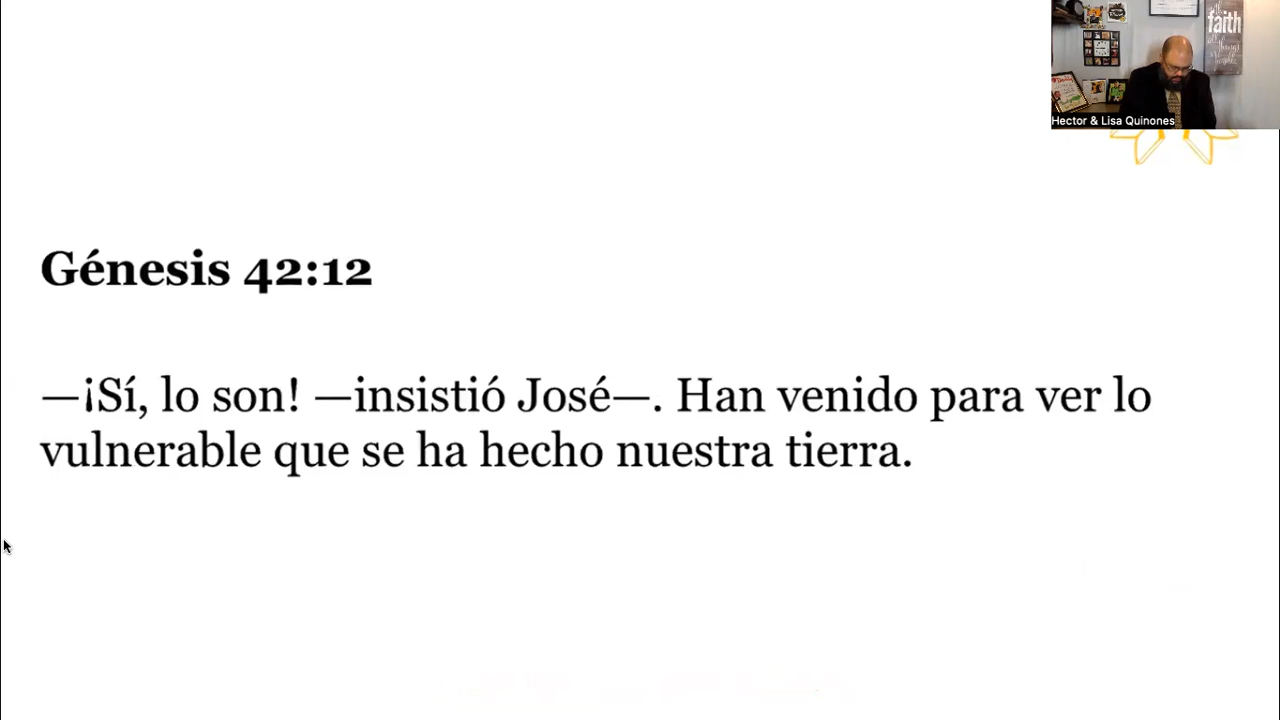 faith
Hector & Lisa Quinones
Génesis 42:12
—¡Sí, lo son! —insistió José—. Han venido para ver lo
vulnerable que se ha hecho nuestra tierra.